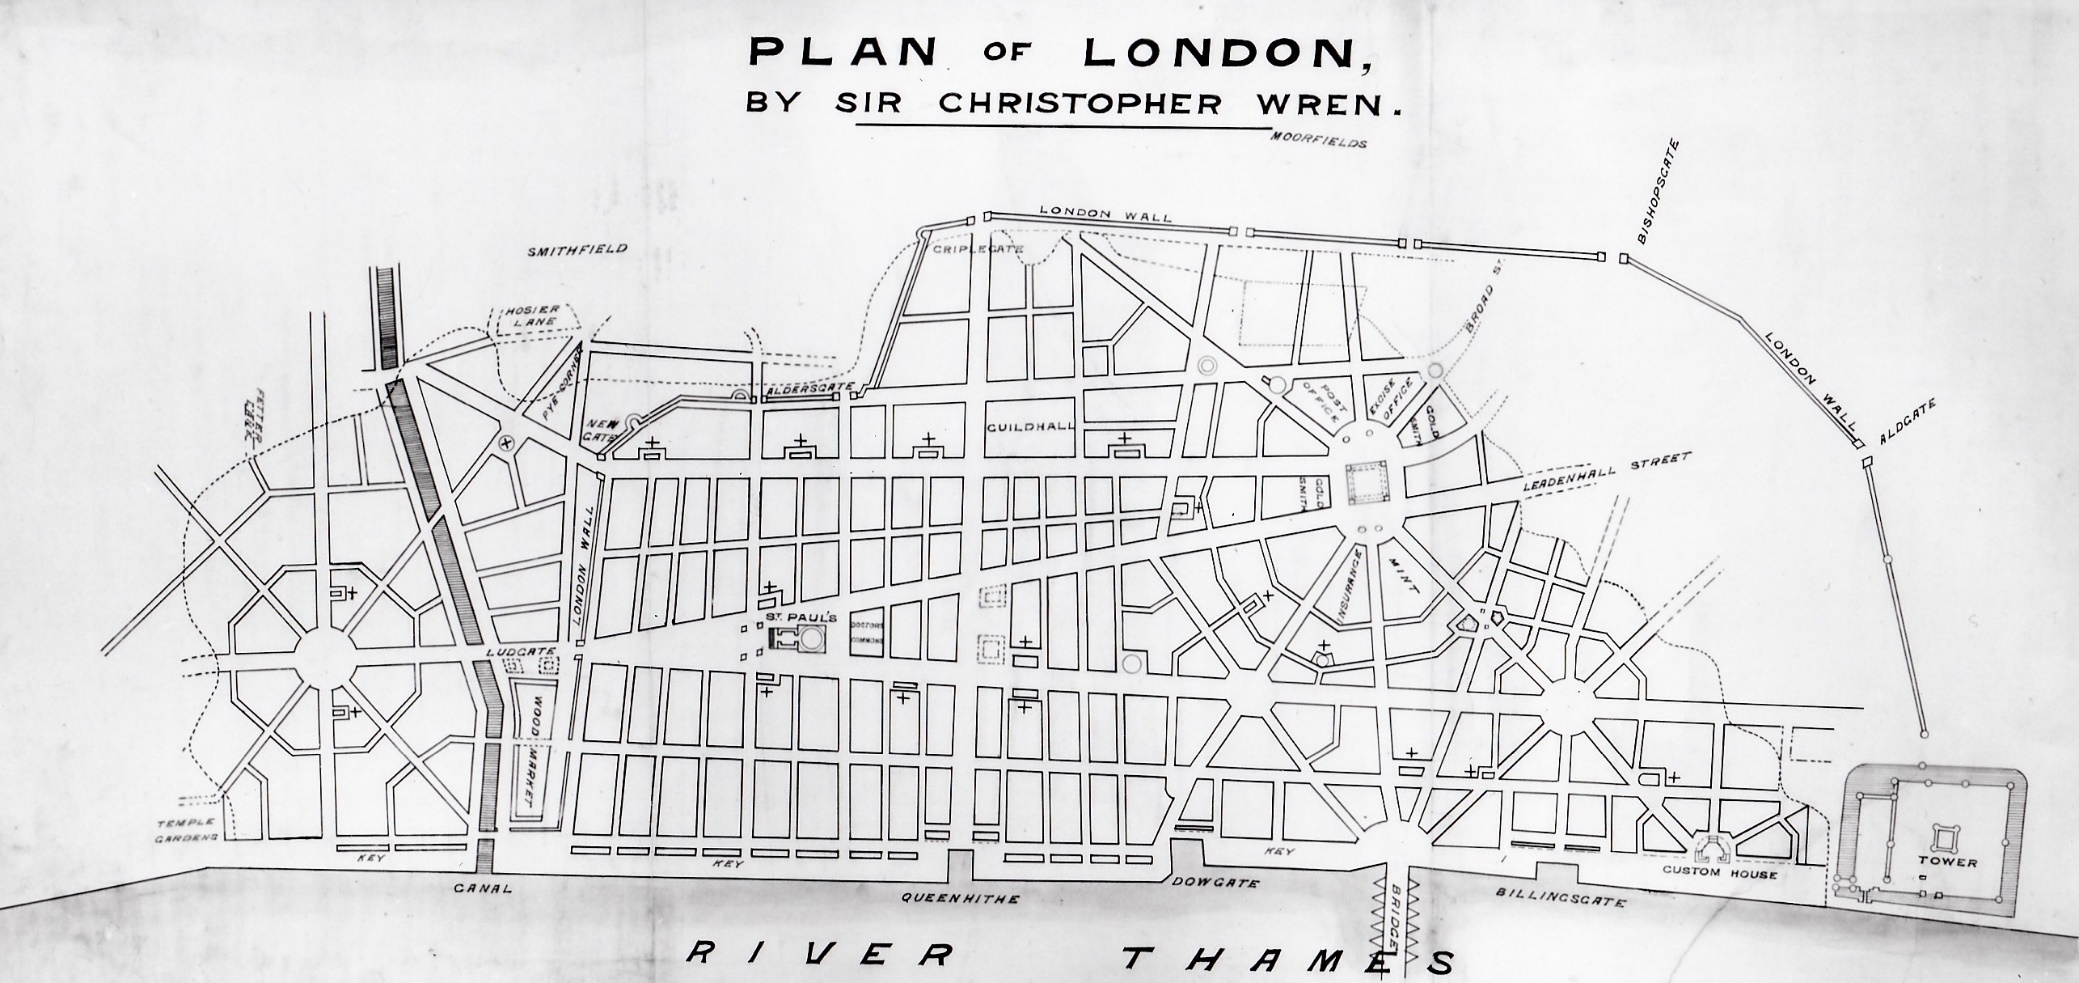 PLAN OF LONDON,
BY SIR CHRISTOPHER WREN.
MOORFIELDS
BISHOPSGATE
LONDON WALL
SMITHFIELD
CRIPLEGATE
BROAD ST
HOSIER
LANE
LONDON WALL
PYE CORNER
ALDERSGATE
POST
OFFICE
EXCISE
OFFICE
GOLD
SMITH
ALDGATE
FETTER
NEW
GATE
GUILDHALL
LEADENHALL STREET
GOLD
SMITH
LONDON WALL
INSURANCE
MINT
ST. PAUL'S
DOCTORS
COMMONS
LUDGATE
WOOD MARKET
TEMPLE
GARDENS
KEY
KEY
KEY
CUSTOM HOUSE
TOWER
CANAL
QUEENHITHE
DOWGATE
BRIDGE
BILLINGSGATE
RIVER THAMES